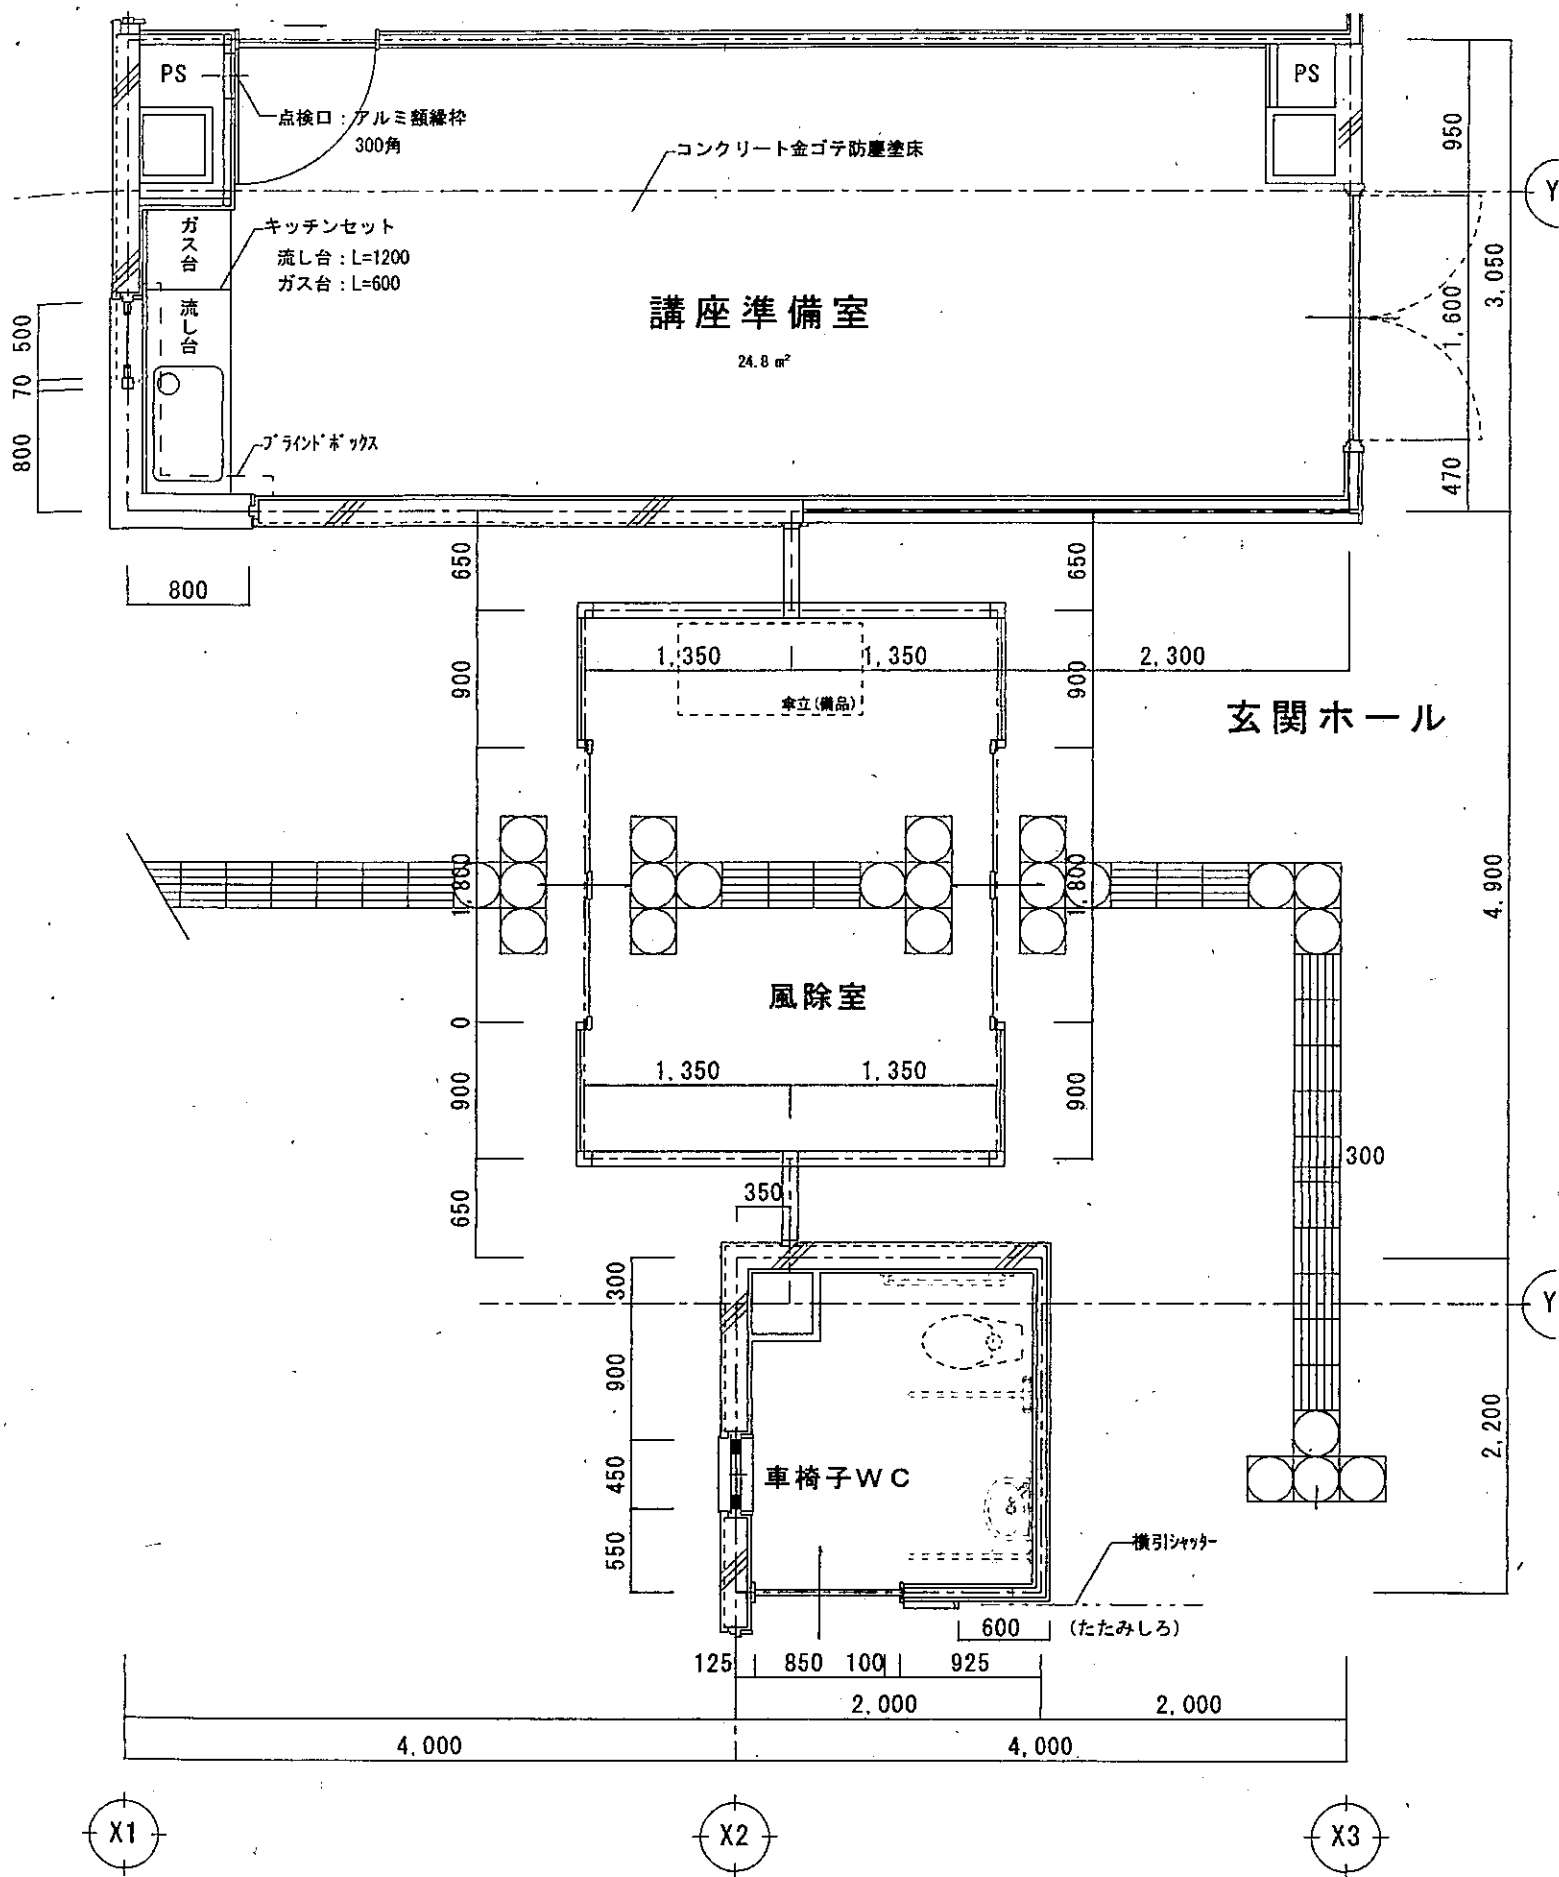 PS
PS
点検口：アルミ額縁枠
300角
コンクリート金ゴテ防塵塗床
950
Y
ガス台
キッチンセット
流し台：L=1200
ガス台：L=600
3,050
1,600
流し台
講座準備室
24.8㎡
500
70
800
ブラインドボックス
470
800
650
650
1,350
1,350
2,300
900
900
傘立(備品)
玄関ホール
1,800
1,800
4,900
風除室
0
1,350
1,350
900
900
300
650
350
300
Y
900
2,200
450
車椅子WC
550
横引シャッター
600
(たたみしろ)
125
850
100
925
2,000
2,000
4,000
4,000
X1
X2
X3